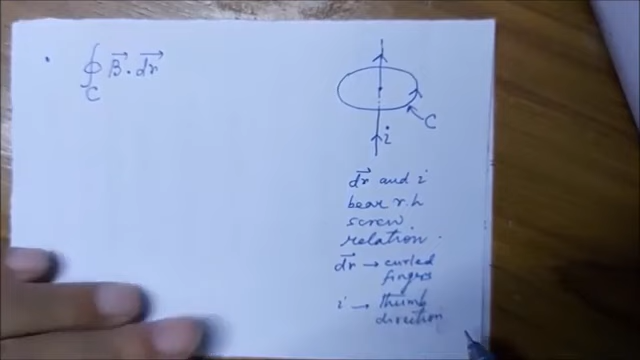 ∮ B⃗ · dr⃗
C
C
i
dr⃗ and i
bear r.h
screw
relation.
dr⃗ → curled
fingers
i → thumb
direction